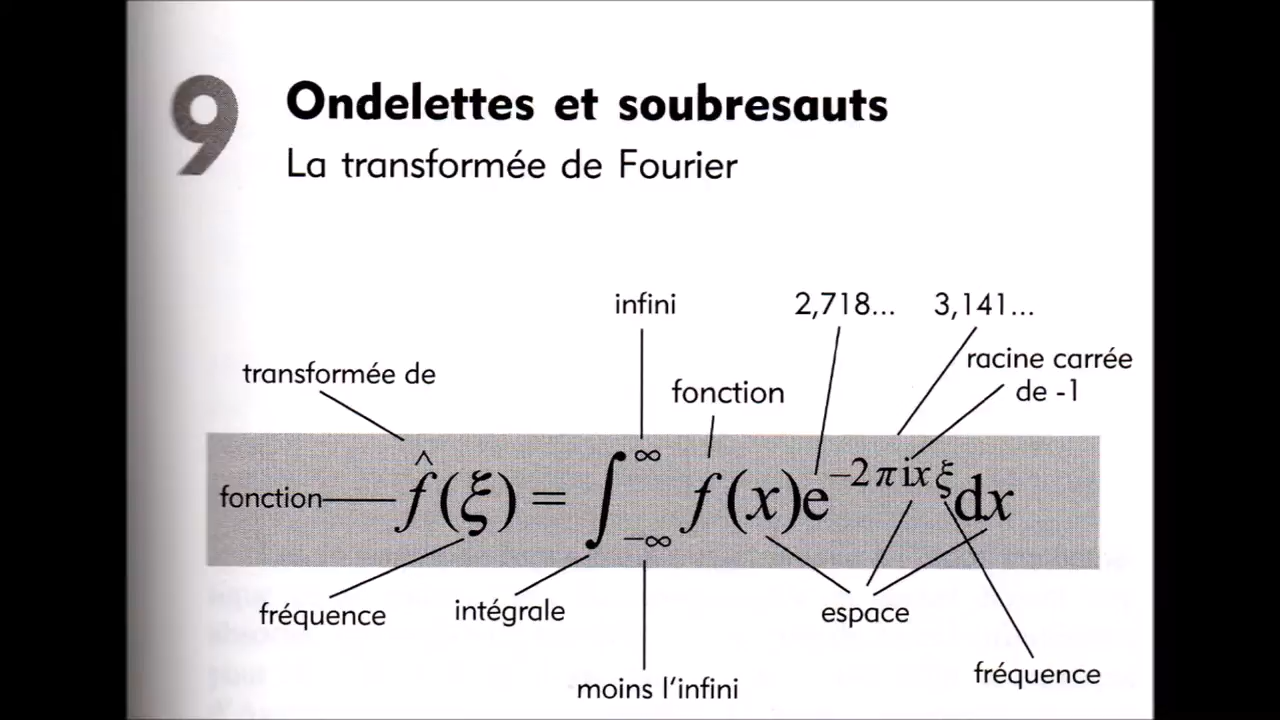 9 Ondelettes et soubresauts
La transformée de Fourier
infini 2,718... 3,141...
racine carrée
de -1
transformée de
fonction
fonction
f̂(ξ) = ∫_{-∞}^{∞} f(x)e^{-2πixξ}dx
fréquence
intégrale
espace
fréquence
moins l'infini